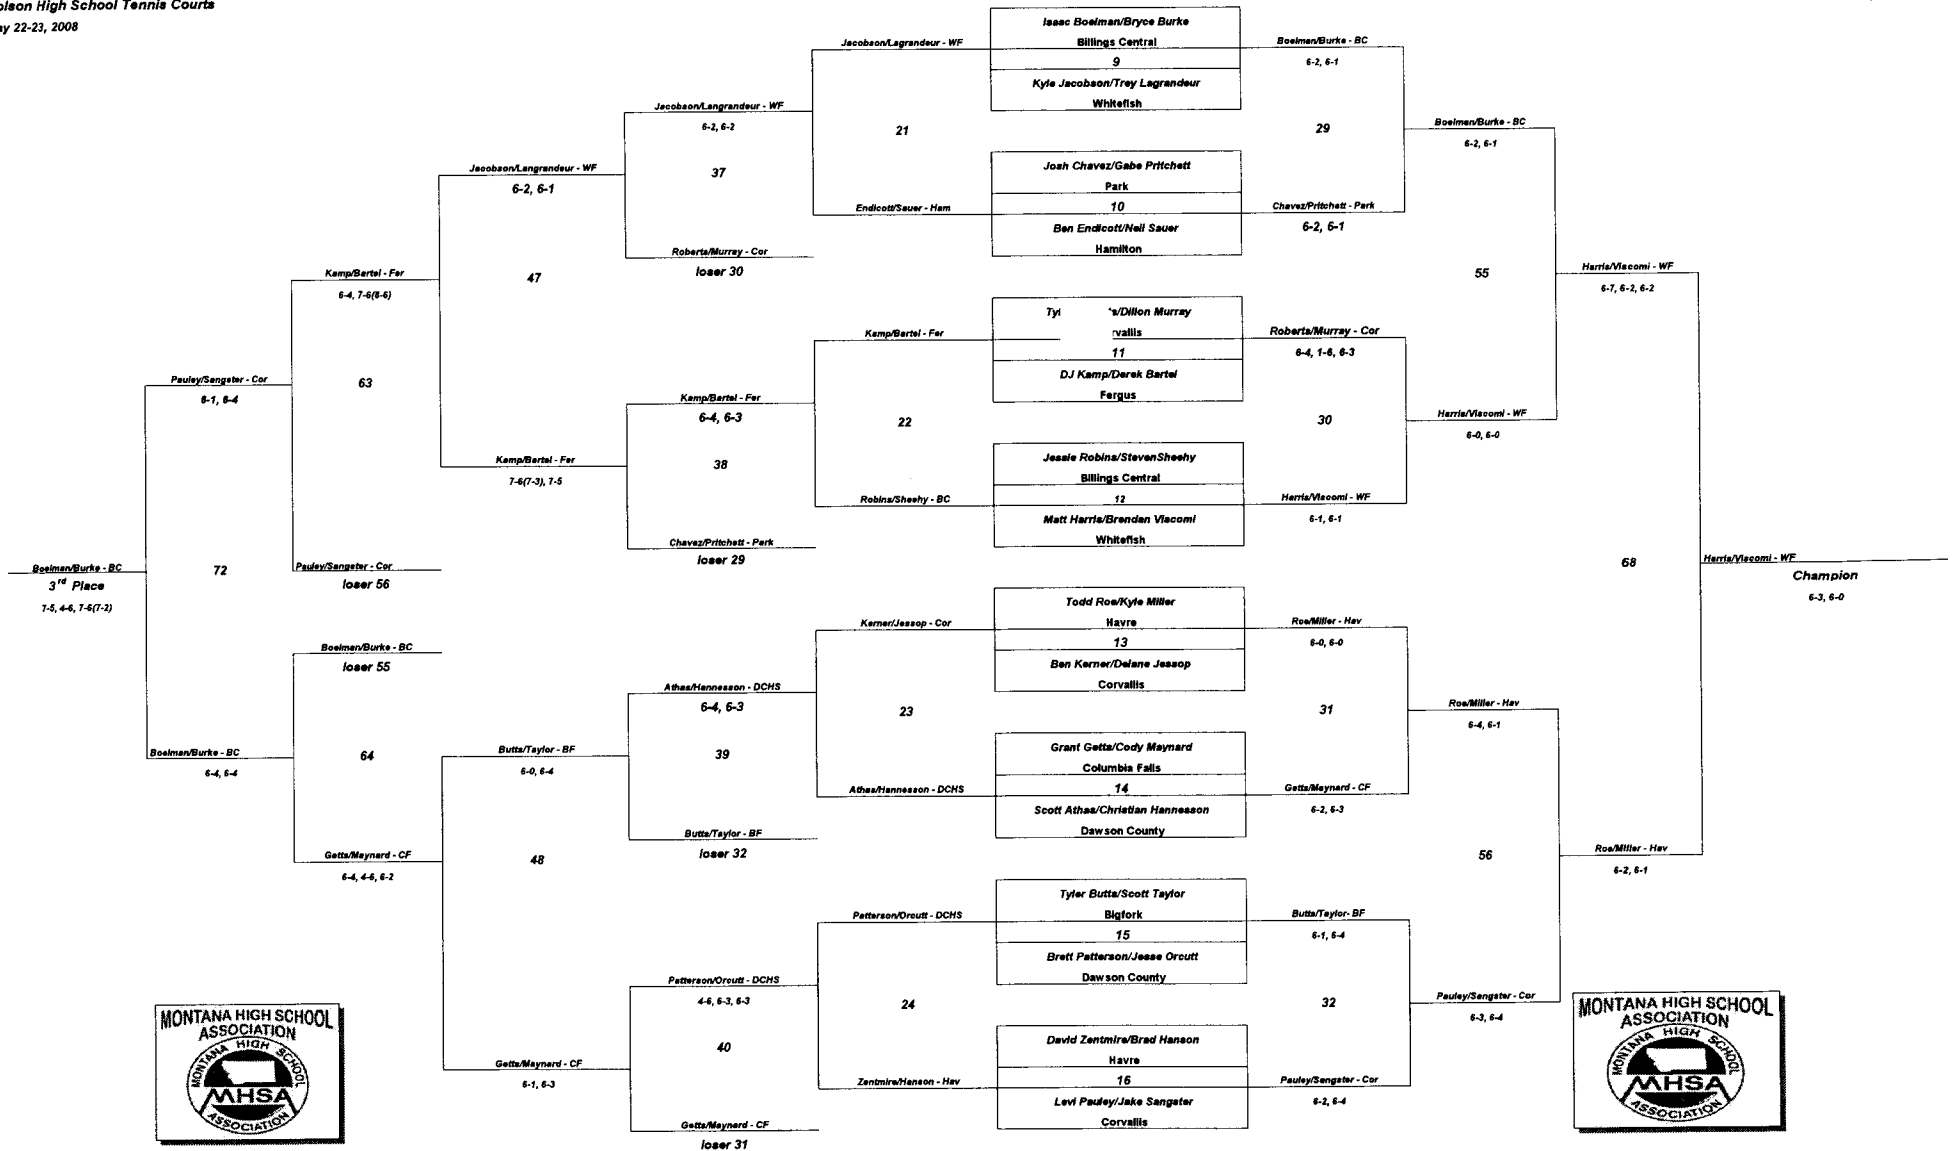 olson High School Tennis Courts
ay 22-23, 2008
Isaac Boelman/Bryce Burke
Billings Central
9
Kyle Jacobson/Trey Lagrandeur
Whitefish
Jacobson/Lagrandeur - WF
Boelman/Burke - BC
6-2, 6-1
Jacobson/Langrandeur - WF
6-2, 6-2
21
29
Boelman/Burke - BC
6-2, 6-1
Jacobson/Langrandeur - WF
6-2, 6-1
37
Josh Chavez/Gabe Pritchett
Park
10
Ben Endicott/Neil Sauer
Hamilton
Endicott/Sauer - Ham
Chavez/Pritchett - Park
6-2, 6-1
Roberts/Murray - Cor
loser 30
Kamp/Bartel - Fer
6-4, 7-6(8-6)
47
55
Harris/Viscomi - WF
6-7, 6-2, 6-2
Tyl 's/Dillon Murray
rvallis
11
DJ Kamp/Derek Bartel
Fergus
Kamp/Bartel - Fer
Roberts/Murray - Cor
6-4, 1-6, 6-3
Pauley/Sangster - Cor
6-1, 6-4
63
Kamp/Bartel - Fer
6-4, 6-3
22
30
Harris/Viscomi - WF
6-0, 6-0
Kamp/Bartel - Fer
7-6(7-3), 7-5
38
Jessie Robins/StevenSheehy
Billings Central
12
Matt Harris/Brendan Viscomi
Whitefish
Robins/Sheehy - BC
Harris/Viscomi - WF
6-1, 6-1
Chavez/Pritchett - Park
loser 29
Boelman/Burke - BC
3rd Place
7-5, 4-6, 7-6(7-2)
72
Pauley/Sangster - Cor
loser 56
68
Harris/Viscomi - WF
Champion
6-3, 6-0
Todd Roe/Kyle Miller
Havre
13
Ben Kerner/Delane Jessop
Corvallis
Kerner/Jessop - Cor
Roe/Miller - Hav
6-0, 6-0
Boelman/Burke - BC
loser 55
Athas/Hannesson - DCHS
6-4, 6-3
23
31
Roe/Miller - Hav
6-4, 6-1
Boelman/Burke - BC
6-4, 6-4
64
Butts/Taylor - BF
6-0, 6-4
39
Grant Getts/Cody Maynard
Columbia Falls
14
Scott Athas/Christian Hannesson
Dawson County
Athas/Hannesson - DCHS
Getts/Maynard - CF
6-2, 6-3
Butts/Taylor - BF
loser 32
Getts/Maynard - CF
6-4, 4-6, 6-2
48
56
Roe/Miller - Hav
6-2, 6-1
Tyler Butts/Scott Taylor
Bigfork
15
Brett Patterson/Jesse Orcutt
Dawson County
Patterson/Orcutt - DCHS
Butts/Taylor- BF
6-1, 6-4
Patterson/Orcutt - DCHS
4-6, 6-3, 6-3
24
32
Pauley/Sangster - Cor
6-3, 6-4
Getts/Maynard - CF
6-1, 6-3
40
David Zentmire/Brad Hanson
Havre
16
Levi Pauley/Jake Sangster
Corvallis
Zentmire/Hanson - Hav
Pauley/Sangster - Cor
6-2, 6-4
Getts/Maynard - CF
loser 31
MONTANA HIGH SCHOOL
ASSOCIATION
MONTANA HIGH SCHOOL
MHSA
ASSOCIATION
MONTANA HIGH SCHOOL
ASSOCIATION
MONTANA HIGH SCHOOL
MHSA
ASSOCIATION